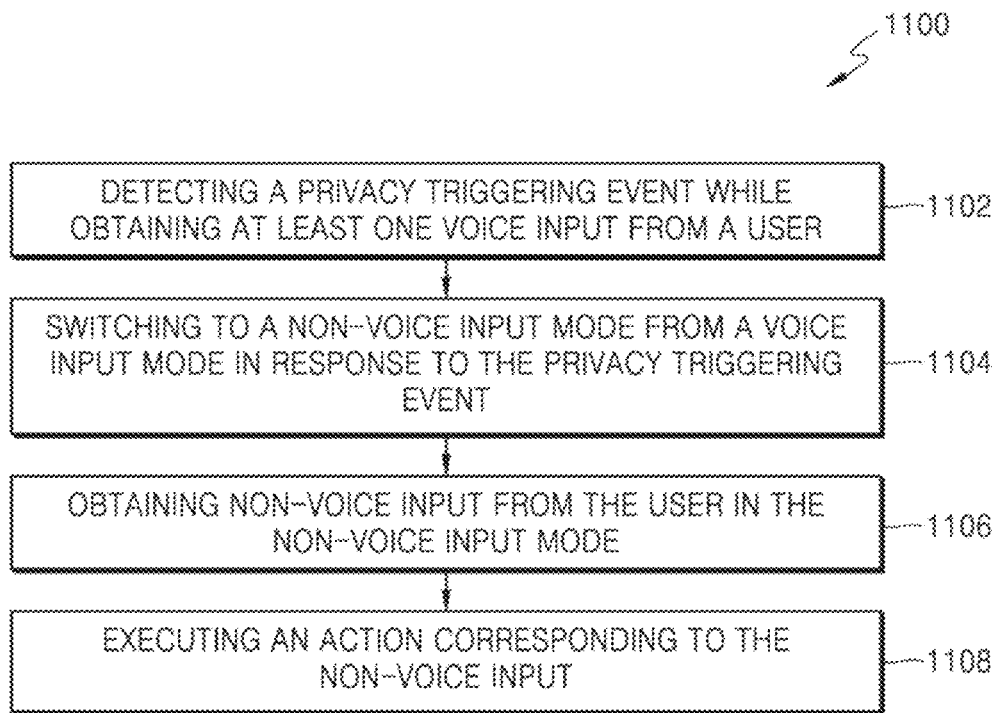 1100
DETECTING A PRIVACY TRIGGERING EVENT WHILE
OBTAINING AT LEAST ONE VOICE INPUT FROM A USER
1102
SWITCHING TO A NON-VOICE INPUT MODE FROM A VOICE
INPUT MODE IN RESPONSE TO THE PRIVACY TRIGGERING
EVENT
1104
OBTAINING NON-VOICE INPUT FROM THE USER IN THE
NON-VOICE INPUT MODE
1106
EXECUTING AN ACTION CORRESPONDING TO THE
NON-VOICE INPUT
1108